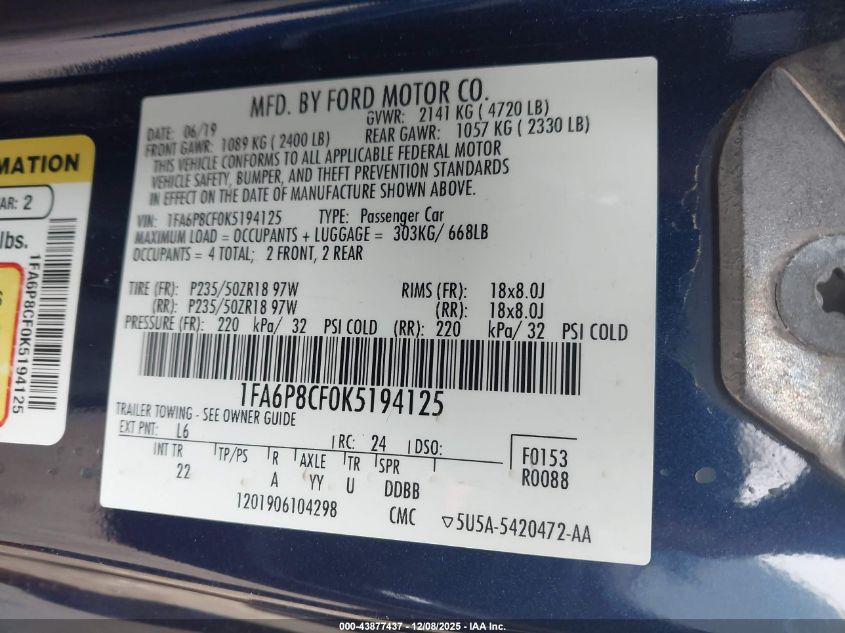 MFD. BY FORD MOTOR CO.
DATE: 06/19 GVWR: 2141 KG ( 4720 LB)
FRONT GAWR: 1089 KG ( 2400 LB) REAR GAWR: 1057 KG ( 2330 LB)
THIS VEHICLE CONFORMS TO ALL APPLICABLE FEDERAL MOTOR
VEHICLE SAFETY, BUMPER, AND THEFT PREVENTION STANDARDS
IN EFFECT ON THE DATE OF MANUFACTURE SHOWN ABOVE.
VIN: 1FA6P8CF0K5194125 TYPE: Passenger Car
MAXIMUM LOAD = OCCUPANTS + LUGGAGE = 303KG/ 668LB
OCCUPANTS = 4 TOTAL; 2 FRONT, 2 REAR
TIRE (FR): P235/50ZR18 97W RIMS (FR): 18x8.0J
(RR): P235/50ZR18 97W (RR): 18x8.0J
PRESSURE (FR): 220 kPa/ 32 PSI COLD (RR): 220 kPa/ 32 PSI COLD
1FA6P8CF0K5194125
TRAILER TOWING - SEE OWNER GUIDE
EXT PNT: L6 RC: 24 DSO: F0153
INT TR TP/PS R AXLE TR SPR R0088
22 A YY U DDBB
1201906104298 CMC ▽5U5A-5420472-AA
MATION
AR: 2
lbs.
1FA6P8CF0K5194125
000-43877437 - 12/08/2025 - IAA Inc.